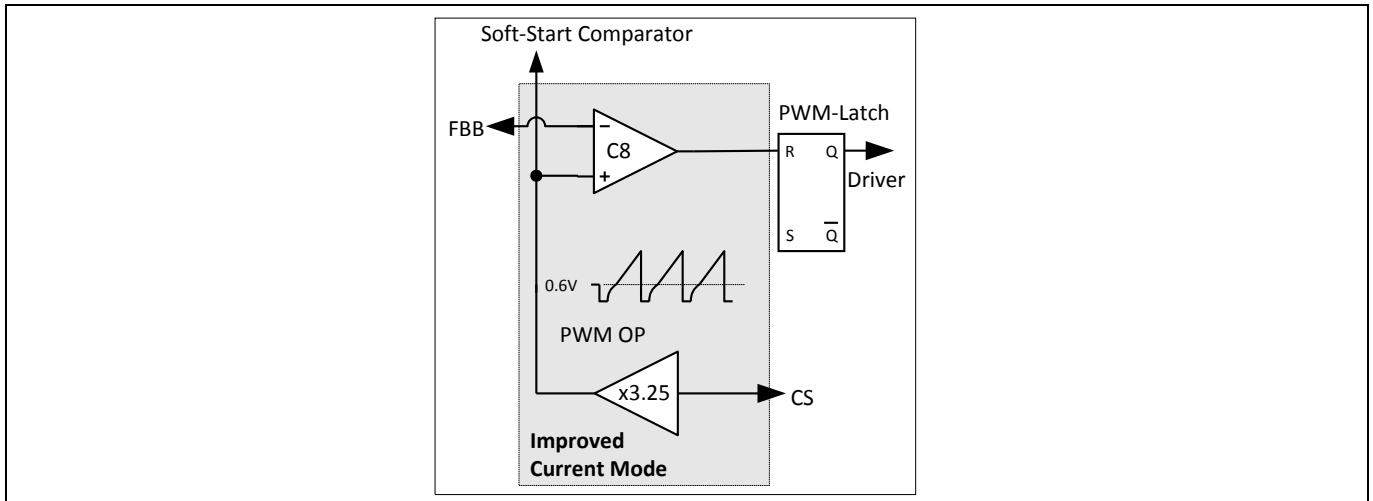 Soft-Start Comparator
FBB
−
C8
+
PWM-Latch
R Q
Driver
S Q̅
0.6V
PWM OP
x3.25
CS
Improved
Current Mode